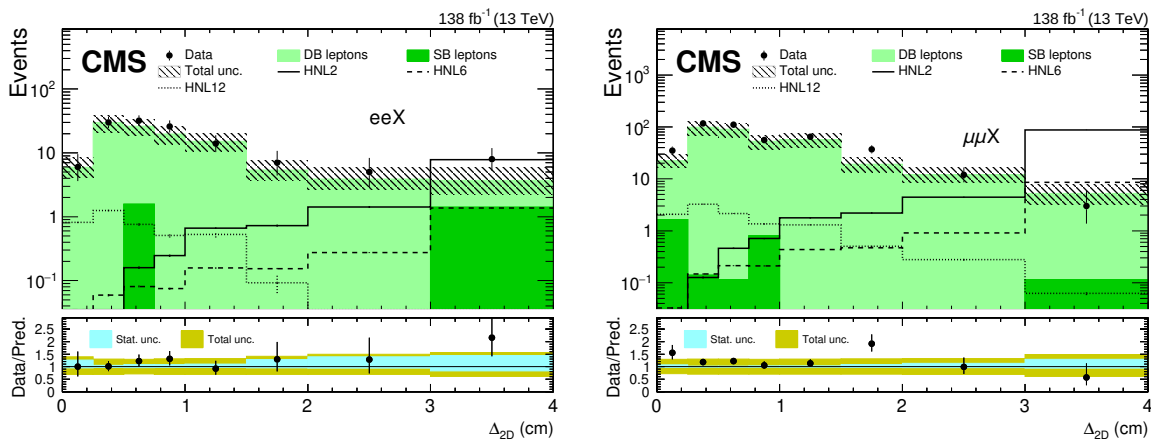 138 fb⁻¹ (13 TeV)
CMS
Data
DB leptons
SB leptons
Total unc.
HNL2
HNL6
HNL12
eeX
Events
10²
10
1
10⁻¹
Stat. unc.
Total unc.
Data/Pred.
2.5
2
1.5
1
0.5
0
0 1 2 3 4
Δ₂D (cm)
138 fb⁻¹ (13 TeV)
CMS
Data
DB leptons
SB leptons
Total unc.
HNL2
HNL6
HNL12
μμX
Events
10³
10²
10
1
10⁻¹
Stat. unc.
Total unc.
Data/Pred.
2.5
2
1.5
1
0.5
0
0 1 2 3 4
Δ₂D (cm)